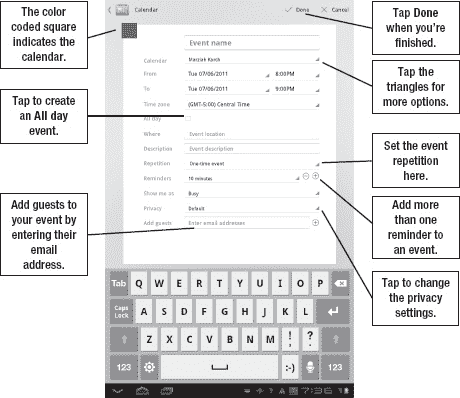 The color
coded square
indicates the
calendar.
Tap to create
an All day
event.
Add guests to
your event by
entering their
email
address.
Calendar
Done
Cancel
Event name
Calendar
Marziah Karch
From
Tue 07/06/2011
8:00PM
To
Tue 07/06/2011
9:00PM
Time zone
(GMT-5:00) Central Time
All day
Where
Event location
Description
Event description
Repetition
One-time event
Reminders
10 minutes
Show me as
Busy
Privacy
Default
Add guests
Enter email addresses
Tab Q W E R T Y U I O P
Caps Lock A S D F G H J K L
Z X C V B N M ! , ? .
123 :-) 123
7:36
Tap Done
when you're
finished.
Tap the
triangles for
more options.
Set the event
repetition
here.
Add more
than one
reminder to
an event.
Tap to change
the privacy
settings.